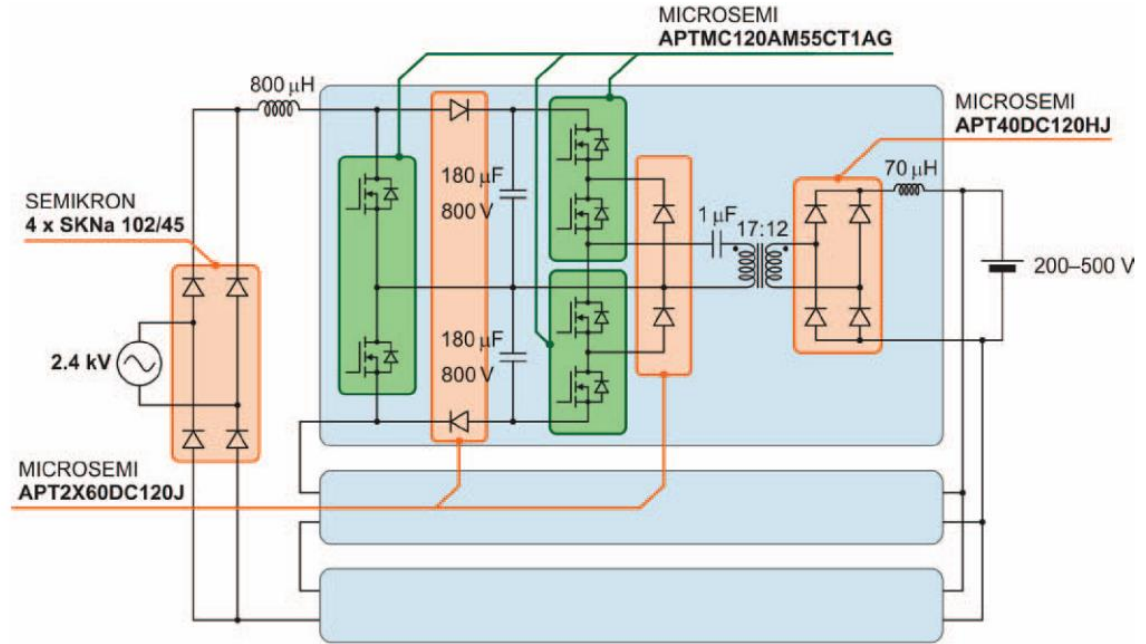 MICROSEMI
APTMC120AM55CT1AG
800 μH
MICROSEMI
APT40DC120HJ
70 μH
SEMIKRON
4 x SKNa 102/45
180 μF
800 V
1 μF
17:12
200–500 V
2.4 kV
180 μF
800 V
MICROSEMI
APT2X60DC120J